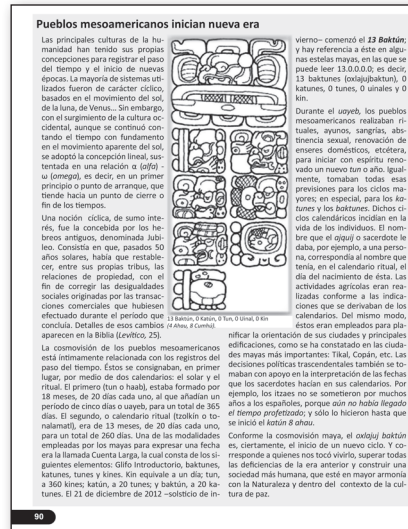 Pueblos mesoamericanos inician nueva era
Las principales culturas de la hu-
manidad han tenido sus propias
concepciones para registrar el paso
del tiempo y el inicio de nuevas
épocas. La mayoría de sistemas uti-
lizados fueron de carácter cíclico,
basados en el movimiento del sol,
de la luna, de Venus... Sin embargo,
con el surgimiento de la cultura oc-
cidental, aunque se continuó con-
tando el tiempo con fundamento
en el movimiento aparente del sol,
se adoptó la concepción lineal, sus-
tentada en una relación α (alfa) -
ω (omega), es decir, en un primer
principio o punto de arranque, que
tiende hacia un punto de cierre o
fin de los tiempos.
Una noción cíclica, de sumo inte-
rés, fue la concebida por los he-
breos antiguos, denominada Jubi-
leo. Consistía en que, pasados 50
años solares, había que restable-
cer, entre sus propias tribus, las
relaciones de propiedad, con el
fin de corregir las desigualdades
sociales originadas por las transac-
ciones comerciales que hubiesen
efectuado durante el período que
concluía. Detalles de esos cambios
aparecen en la Biblia (Levítico, 25).
La cosmovisión de los pueblos mesoamericanos
está íntimamente relacionada con los registros del
paso del tiempo. Éstos se consignaban, en primer
lugar, por medio de dos calendarios: el solar y el
ritual. El primero (tun o haab), estaba formado por
18 meses, de 20 días cada uno, al que añadían un
período de cinco días o uayeb, para un total de 365
días. El segundo, o calendario ritual (tzolkin o to-
nalamatl), era de 13 meses, de 20 días cada uno,
para un total de 260 días. Una de las modalidades
empleadas por los mayas para expresar una fecha
era la llamada Cuenta Larga, la cual consta de los si-
guientes elementos: Glifo Introductorio, baktunes,
katunes, tunes y kines. Kin equivale a un día; tun,
a 360 kines; katún, a 20 tunes; y baktún, a 20 ka-
tunes. El 21 de diciembre de 2012 –solsticio de in-
13 Baktún, 0 Katún, 0 Tun, 0 Uinal, 0 Kin
(4 Ahau, 8 Cumhú).
vierno– comenzó el 13 Baktún;
y hay referencia a éste en algu-
nas estelas mayas, en las que se
puede leer 13.0.0.0.0; es decir,
13 baktunes (oxlajujbaktun), 0
katunes, 0 tunes, 0 uinales y 0
kin.
Durante el uayeb, los pueblos
mesoamericanos realizaban ri-
tuales, ayunos, sangrías, abs-
tinencia sexual, renovación de
enseres domésticos, etcétera,
para iniciar con espíritu reno-
vado un nuevo tun o año. Igual-
mente, tomaban todas esas
previsiones para los ciclos ma-
yores; en especial, para los ka-
tunes y los baktunes. Dichos ci-
clos calendáricos incidían en la
vida de los individuos. El nom-
bre que el ajquij o sacerdote le
daba, por ejemplo, a una perso-
na, correspondía al nombre que
tenía, en el calendario ritual, el
día del nacimiento de ésta. Las
actividades agrícolas eran rea-
lizadas conforme a las indica-
ciones que se derivaban de los
calendarios. Del mismo modo,
éstos eran empleados para pla-
nificar la orientación de sus ciudades y principales
edificaciones, como se ha constatado en las ciuda-
des mayas más importantes: Tikal, Copán, etc. Las
decisiones políticas trascendentales también se to-
maban con apoyo en la interpretación de las fechas
que los sacerdotes hacían en sus calendarios. Por
ejemplo, los itzaes no se sometieron por muchos
años a los españoles, porque aún no había llegado
el tiempo profetizado; y sólo lo hicieron hasta que
se inició el katún 8 ahau.
Conforme la cosmovisión maya, el oxlajuj baktún
es, ciertamente, el inicio de un nuevo ciclo. Y co-
rresponde a quienes nos tocó vivirlo, superar todas
las deficiencias de la era anterior y construir una
sociedad más humana, que esté en mayor armonía
con la Naturaleza y dentro del contexto de la cul-
tura de paz.
90